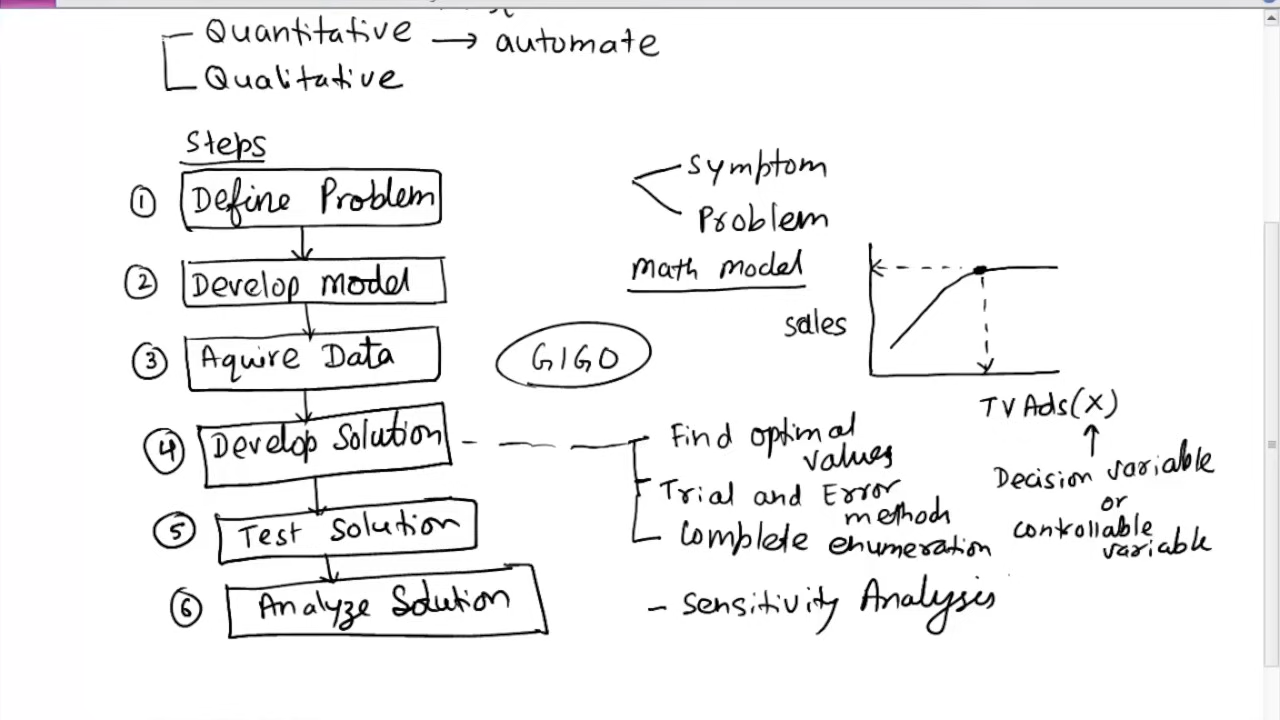 Quantitative → automate
Qualitative
Steps
① Define Problem
② Develop model
③ Aquire Data
④ Develop Solution
⑤ Test Solution
⑥ Analyze Solution
Symptom
Problem
Math model
GIGO
sales
TV Ads(X)
Decision variable
or
controllable
variable
Find optimal
values
Trial and Error
methods
Complete enumeration
- Sensitivity Analysis